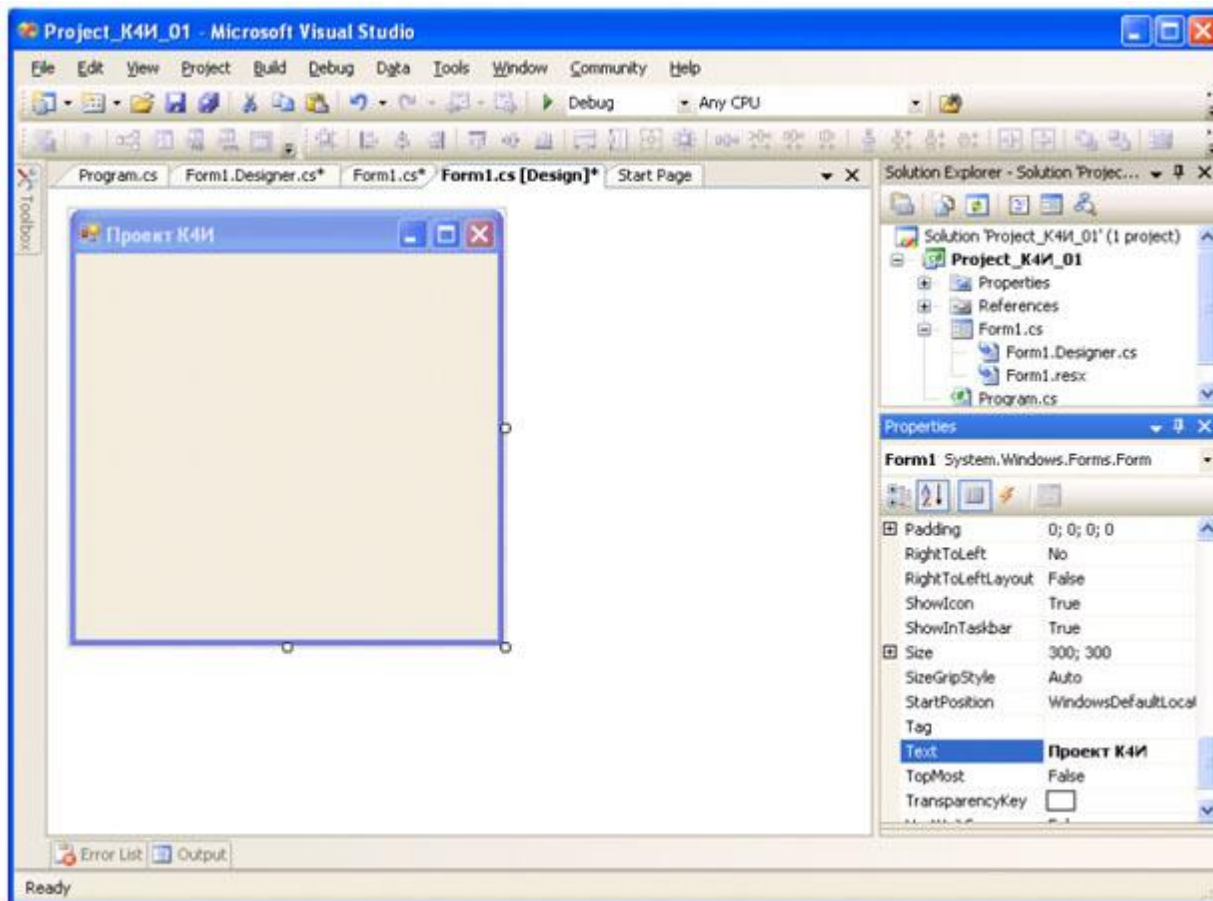 Project_К4И_01 - Microsoft Visual Studio
File Edit View Project Build Debug Data Tools Window Community Help
Debug Any CPU
Toolbox
Program.cs Form1.Designer.cs* Form1.cs* Form1.cs [Design]* Start Page
Проект К4И
Solution Explorer - Solution 'Projec...
Solution 'Project_К4И_01' (1 project)
Project_К4И_01
Properties
References
Form1.cs
Form1.Designer.cs
Form1.resx
Program.cs
Properties
Form1 System.Windows.Forms.Form
Padding 0; 0; 0; 0
RightToLeft No
RightToLeftLayout False
ShowIcon True
ShowInTaskbar True
Size 300; 300
SizeGripStyle Auto
StartPosition WindowsDefaultLocal
Tag
Text Проект К4И
TopMost False
TransparencyKey
Error List Output
Ready